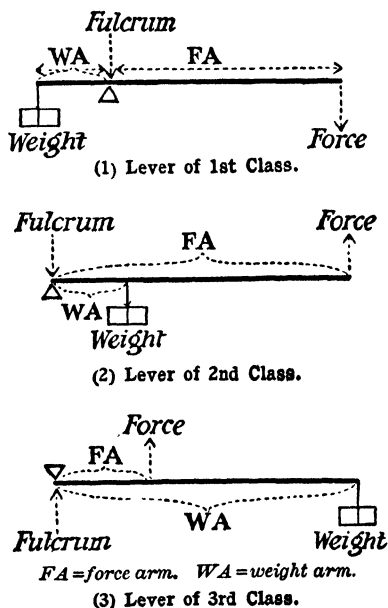 Fulcrum
WA FA
Weight Force
(1) Lever of 1st Class.
Fulcrum Force
FA
WA
Weight
(2) Lever of 2nd Class.
Force
FA
WA
Fulcrum Weight
FA=force arm. WA=weight arm.
(3) Lever of 3rd Class.